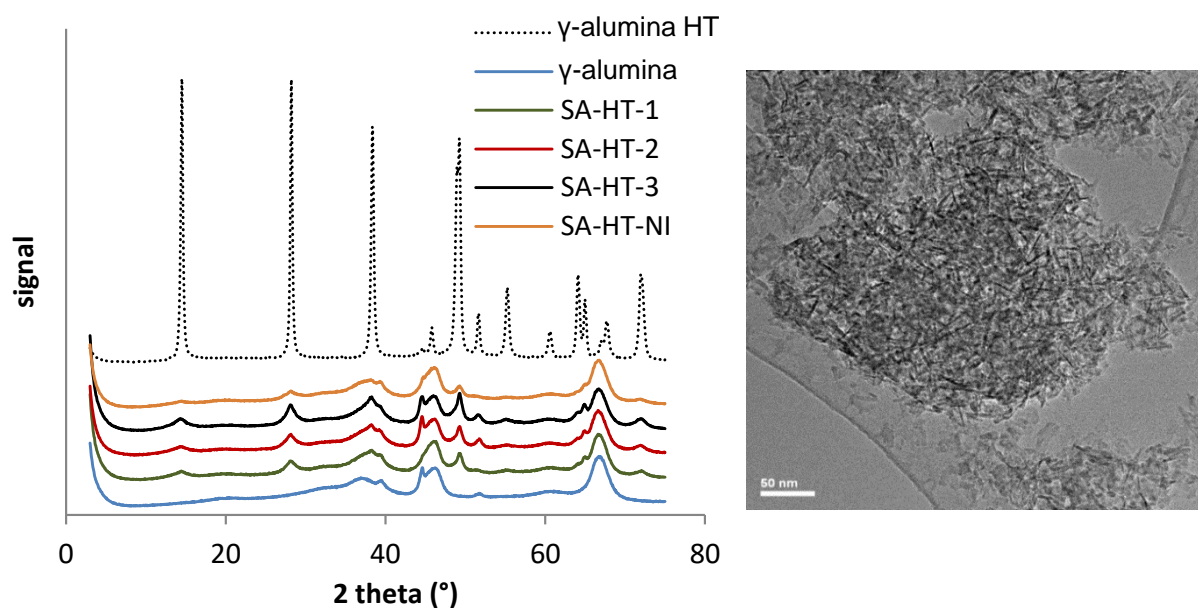 γ-alumina HT
γ-alumina
SA-HT-1
SA-HT-2
SA-HT-3
SA-HT-NI
signal
0 20 40 60 80
2 theta (°)
50 nm